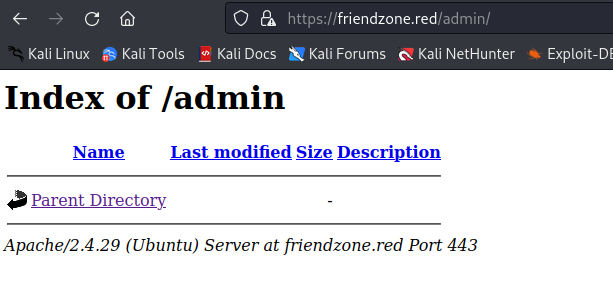 https://friendzone.red/admin/
Kali Linux Kali Tools Kali Docs Kali Forums Kali NetHunter Exploit-DB
Index of /admin
Name Last modified Size Description
Parent Directory -
Apache/2.4.29 (Ubuntu) Server at friendzone.red Port 443